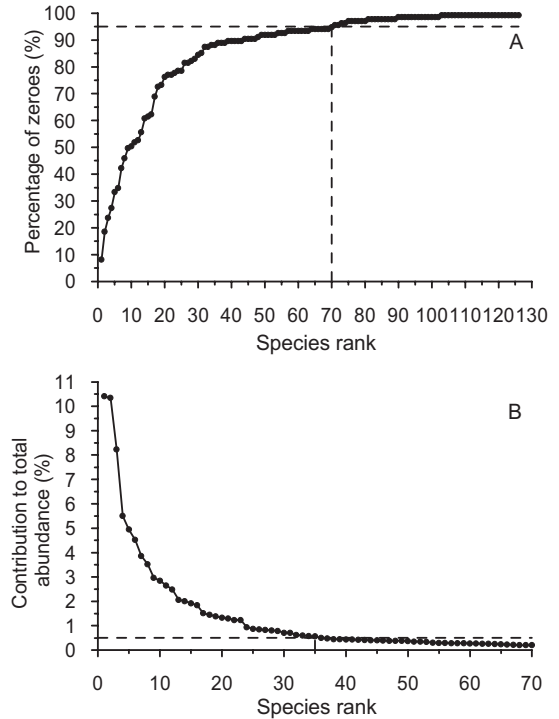 100
90
80
70
60
50
40
30
20
10
0
Percentage of zeroes (%)
A
0 10 20 30 40 50 60 70 80 90 100 110 120 130
Species rank
11
10
9
8
7
6
5
4
3
2
1
0
Contribution to total
abundance (%)
B
0 10 20 30 40 50 60 70
Species rank